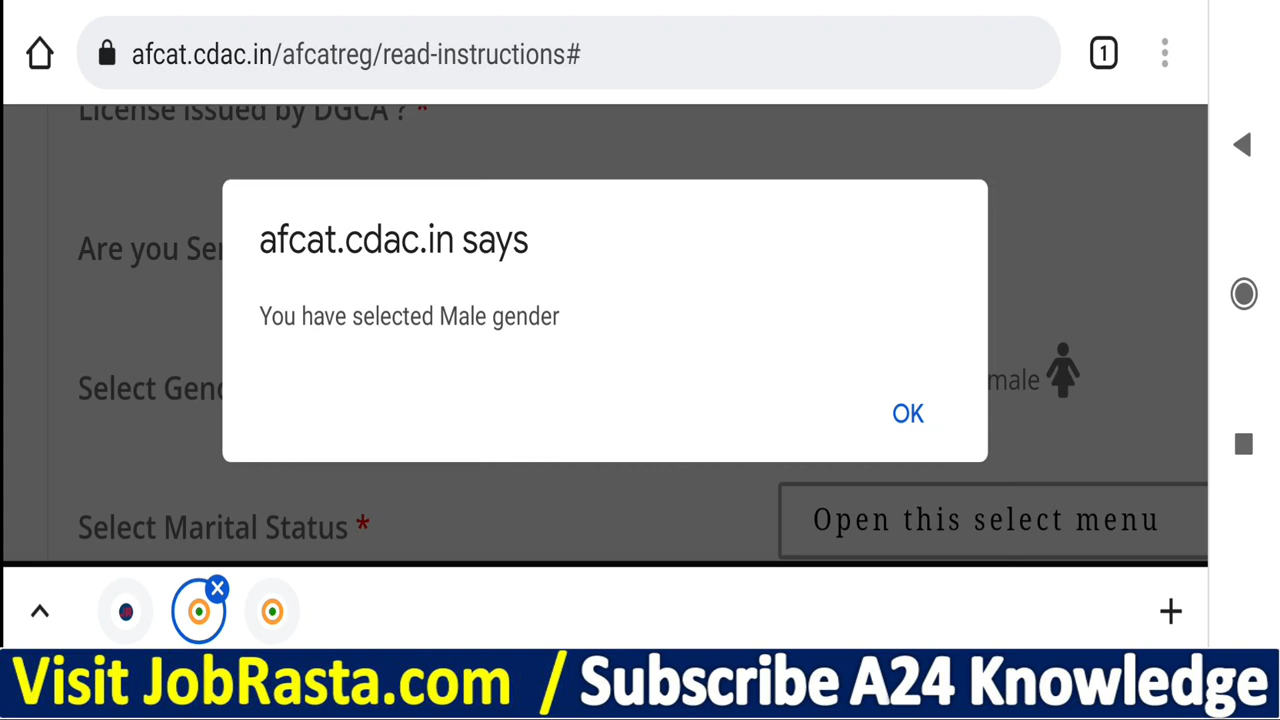 afcat.cdac.in/afcatreg/read-instructions#
1
License issued by DGCA ? *
afcat.cdac.in says
Are you Ser
You have selected Male gender
Select Gend
male
OK
Select Marital Status *
Open this select menu
Visit JobRasta.com / Subscribe A24 Knowledge